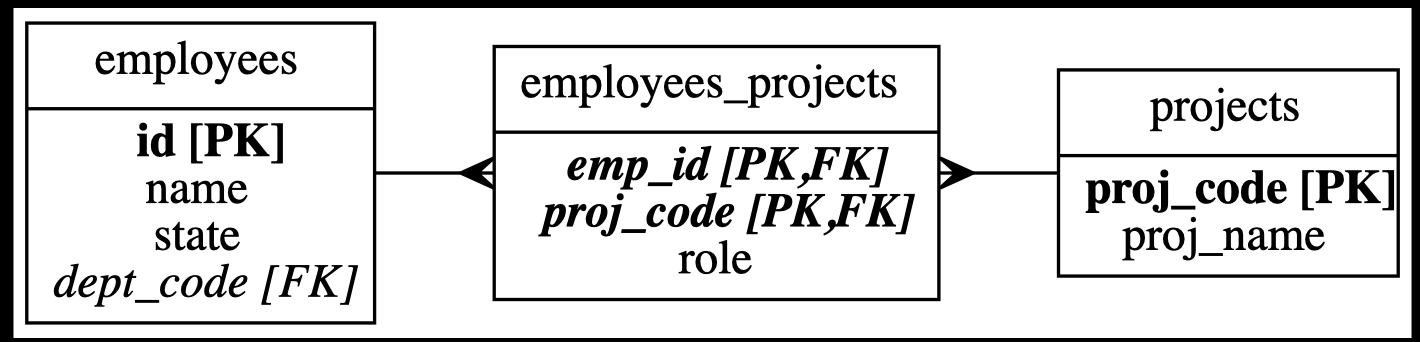 employees
id [PK]
name
state
dept_code [FK]
employees_projects
emp_id [PK,FK]
proj_code [PK,FK]
role
projects
proj_code [PK]
proj_name